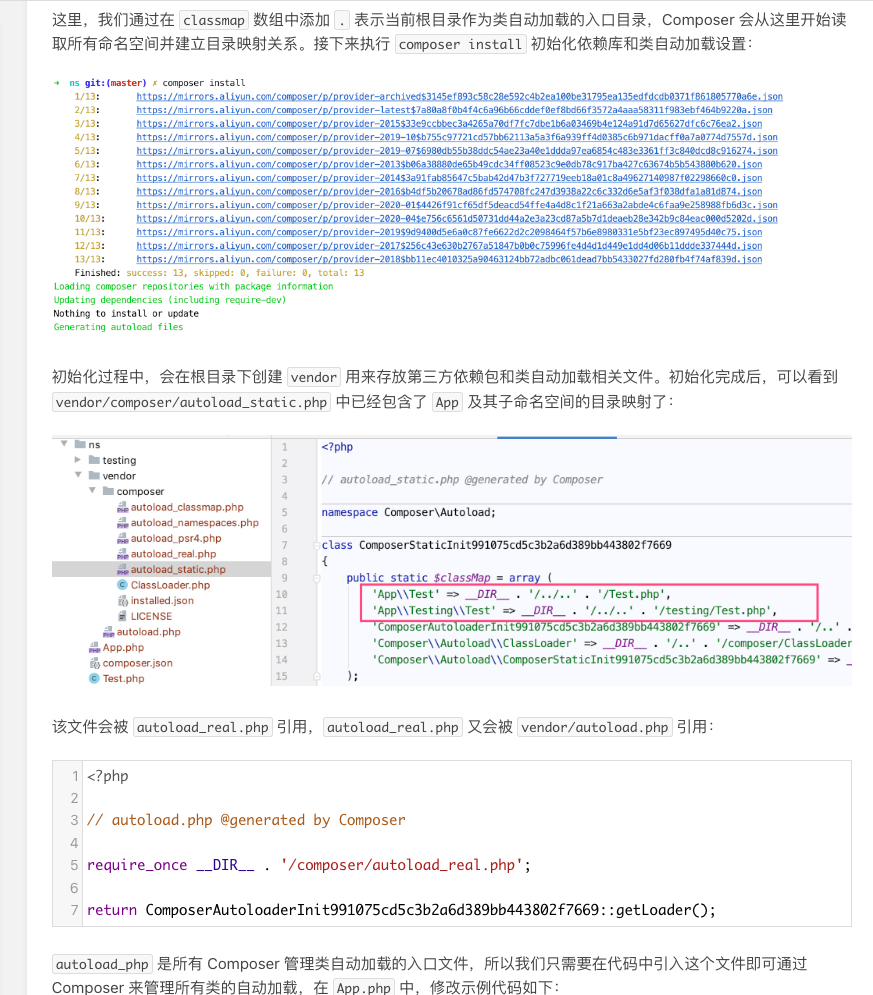 这里，我们通过在 classmap 数组中添加 . 表示当前根目录作为类自动加载的入口目录，Composer 会从这里开始读
取所有命名空间并建立目录映射关系。接下来执行 composer install 初始化依赖库和类自动加载设置：
➜ ns git:(master) ✗ composer install
1/13: https://mirrors.aliyun.com/composer/p/provider-archived$3145ef893c58c28e592c4b2ea100be31795ea135edfdcdb0371f861805770a6e.json
2/13: https://mirrors.aliyun.com/composer/p/provider-latest$7a80a8f0b4f4c6a96b66cddef0ef8bd66f3572a4aaa58311f983ebf464b9220a.json
3/13: https://mirrors.aliyun.com/composer/p/provider-2015$33e9ccbbec3a4265a70df7fc7dbe1b6a03469b4e124a91d7d65627dfc6c76ea2.json
4/13: https://mirrors.aliyun.com/composer/p/provider-2019-10$b755c97721cd57bb62113a5a3f6a939ff4d0385c6b971dacff0a7a0774d7557d.json
5/13: https://mirrors.aliyun.com/composer/p/provider-2019-07$6980db55b38ddc54ae23a40e1ddda97ea6854c483e3361ff3c840dcd8c916274.json
6/13: https://mirrors.aliyun.com/composer/p/provider-2013$b06a38880de65b49cdc34ff08523c9e0db78c917ba427c63674b5b543880b620.json
7/13: https://mirrors.aliyun.com/composer/p/provider-2014$3a91fab85647c5bab42d47b3f727719eeb18a01c8a49627140987f02298660c0.json
8/13: https://mirrors.aliyun.com/composer/p/provider-2016$b4df5b20678ad86fd574708fc247d3938a22c6c332d6e5af3f038dfa1a81d874.json
9/13: https://mirrors.aliyun.com/composer/p/provider-2020-01$4426f91cf65df5deacd54ffe4a4d8c1f21a663a2abde4c6faa9e258988fb6d3c.json
10/13: https://mirrors.aliyun.com/composer/p/provider-2020-04$e756c6561d50731dd44a2e3a23cd87a5b7d1deaeb28e342b9c84eac000d5202d.json
11/13: https://mirrors.aliyun.com/composer/p/provider-2019$9d9400d5e6a0c87fe6622d2c2098464f57b6e8980331e5bf23ec897495d40c75.json
12/13: https://mirrors.aliyun.com/composer/p/provider-2017$256c43e630b2767a51847b0b0c75996fe4d4d1d449e1dd4d06b11ddde337444d.json
13/13: https://mirrors.aliyun.com/composer/p/provider-2018$bb11ec4010325a90463124bb72adbc061dead7bb5433027fd280fb4f74af839d.json
Finished: success: 13, skipped: 0, failure: 0, total: 13
Loading composer repositories with package information
Updating dependencies (including require-dev)
Nothing to install or update
Generating autoload files
初始化过程中，会在根目录下创建 vendor 用来存放第三方依赖包和类自动加载相关文件。初始化完成后，可以看到
vendor/composer/autoload_static.php 中已经包含了 App 及其子命名空间的目录映射了：
ns
testing
vendor
composer
autoload_classmap.php
autoload_namespaces.php
autoload_psr4.php
autoload_real.php
autoload_static.php
ClassLoader.php
installed.json
LICENSE
autoload.php
App.php
composer.json
Test.php
1 <?php
2
3 // autoload_static.php @generated by Composer
4
5 namespace Composer\Autoload;
6
7 class ComposerStaticInit991075cd5c3b2a6d389bb443802f7669
8 {
9 public static $classMap = array (
10 'App\\Test' => __DIR__ . '/../..' . '/Test.php',
11 'App\\Testing\\Test' => __DIR__ . '/../..' . '/testing/Test.php',
12 'ComposerAutoloaderInit991075cd5c3b2a6d389bb443802f7669' => __DIR__ . '/..' .
13 'Composer\\Autoload\\ClassLoader' => __DIR__ . '/..' . '/composer/ClassLoader
14 'Composer\\Autoload\\ComposerStaticInit991075cd5c3b2a6d389bb443802f7669' => _
15 );
该文件会被 autoload_real.php 引用，autoload_real.php 又会被 vendor/autoload.php 引用：
1 <?php
2
3 // autoload.php @generated by Composer
4
5 require_once __DIR__ . '/composer/autoload_real.php';
6
7 return ComposerAutoloaderInit991075cd5c3b2a6d389bb443802f7669::getLoader();
autoload_php 是所有 Composer 管理类自动加载的入口文件，所以我们只需要在代码中引入这个文件即可通过
Composer 来管理所有类的自动加载，在 App.php 中，修改示例代码如下：